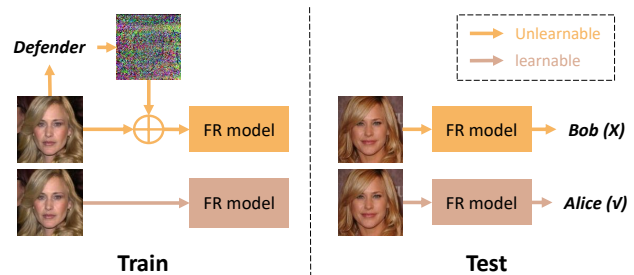 Defender
FR model
FR model
Train
Unlearnable
learnable
FR model
Bob (X)
FR model
Alice (√)
Test